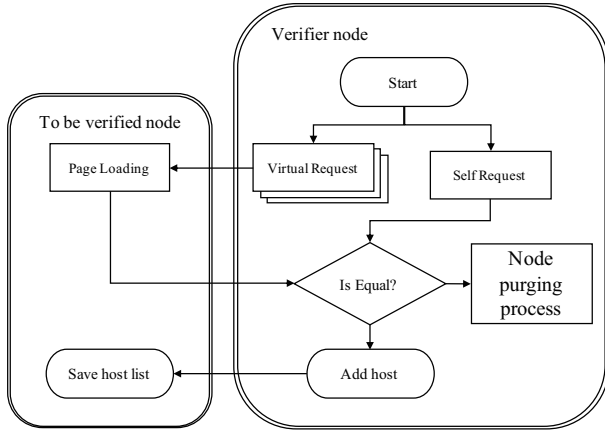 Verifier node
Start
To be verified node
Page Loading
Virtual Request
Self Request
Is Equal?
Node
purging
process
Save host list
Add host